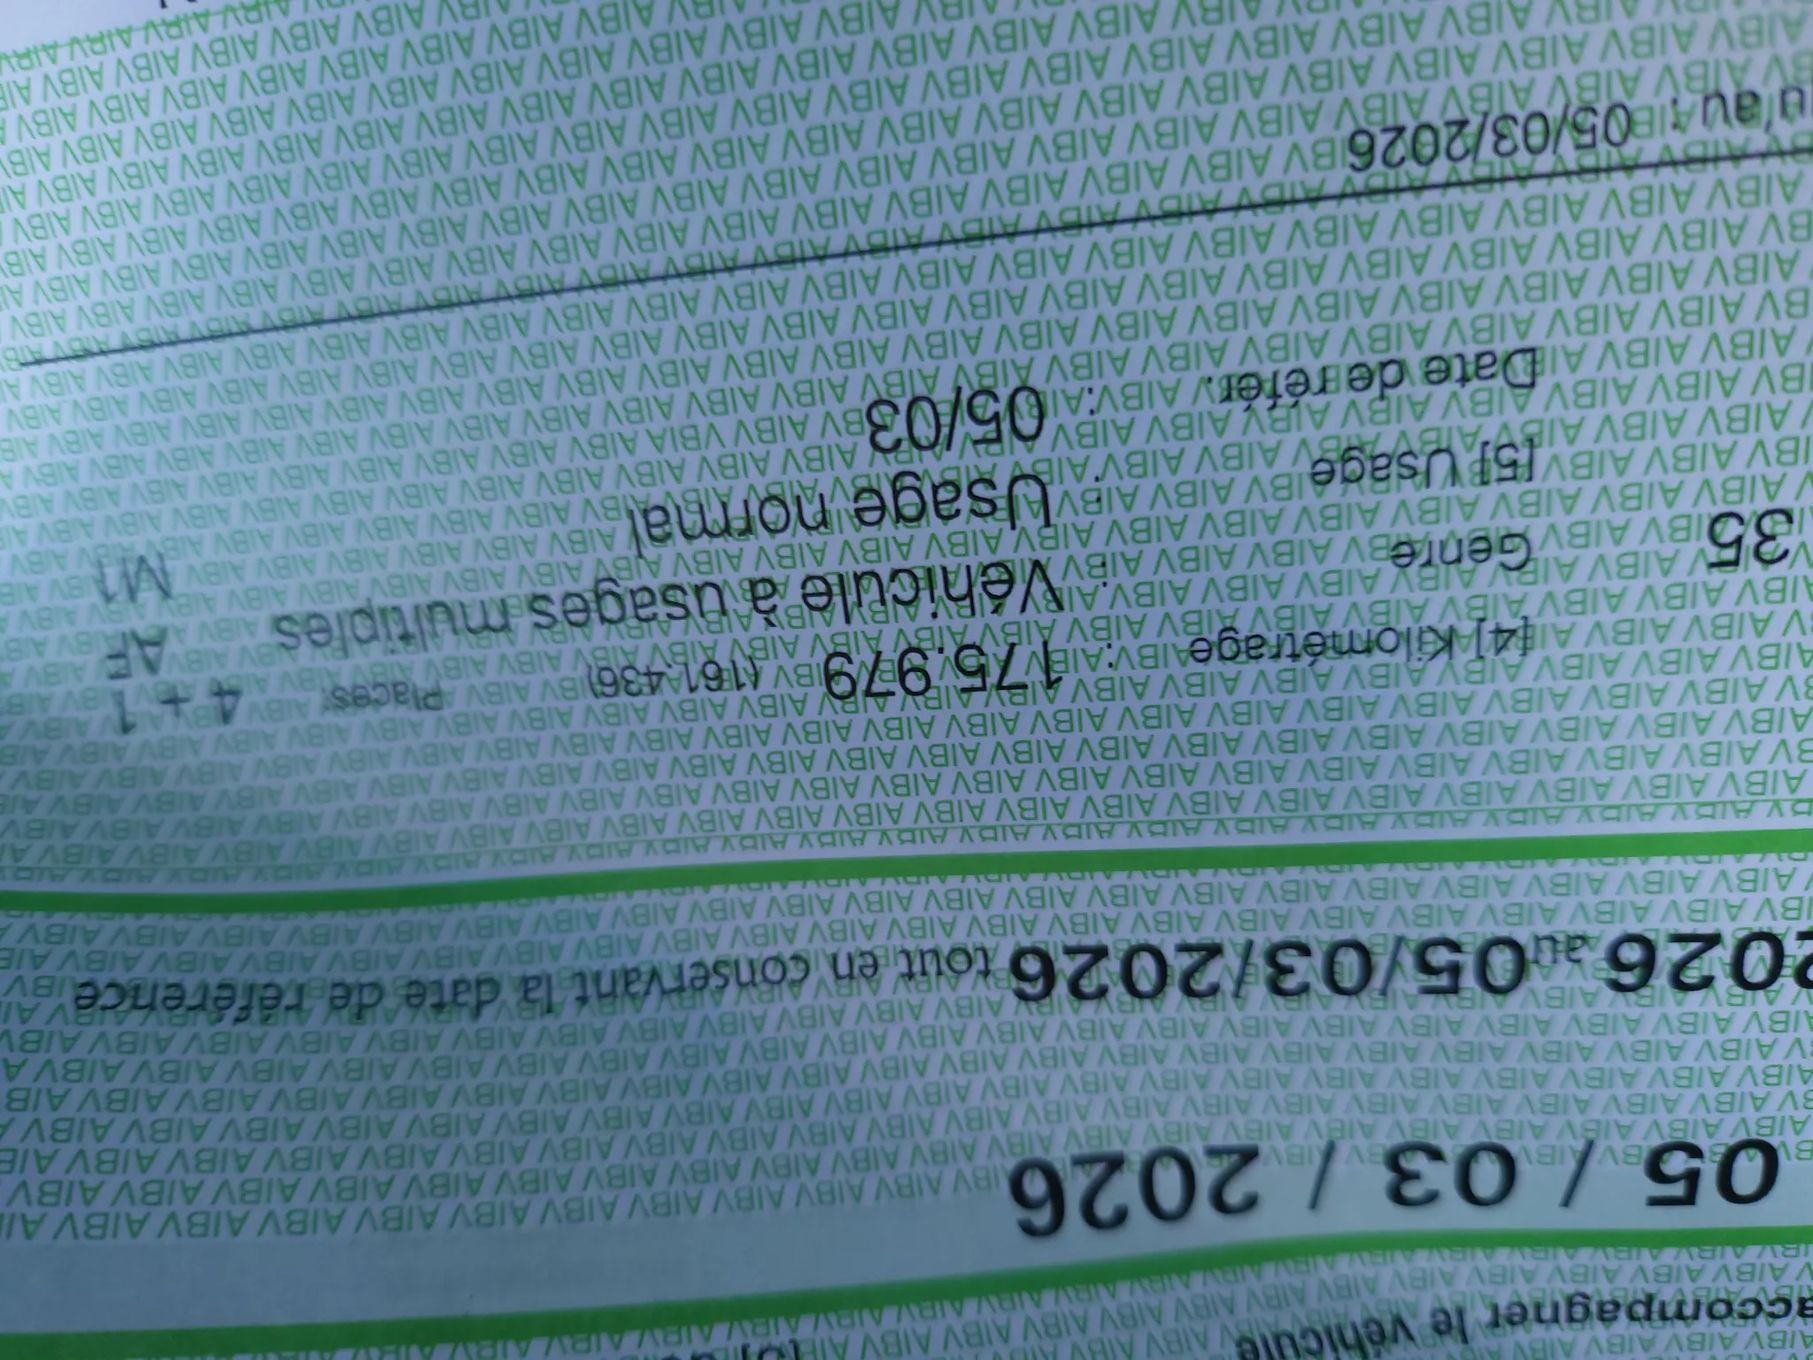 accompagner le véhicule
05 / 03 / 2026
2026 au 05/03/2026 tout en conservant la date de référence
[4] Kilométrage : 175.979 (161.436) Places: 4 + 1
35 Genre : Véhicule à usages multiples AF
[5] Usage : Usage normal M1
Date de référ. : 05/03
u'au : 05/03/2026